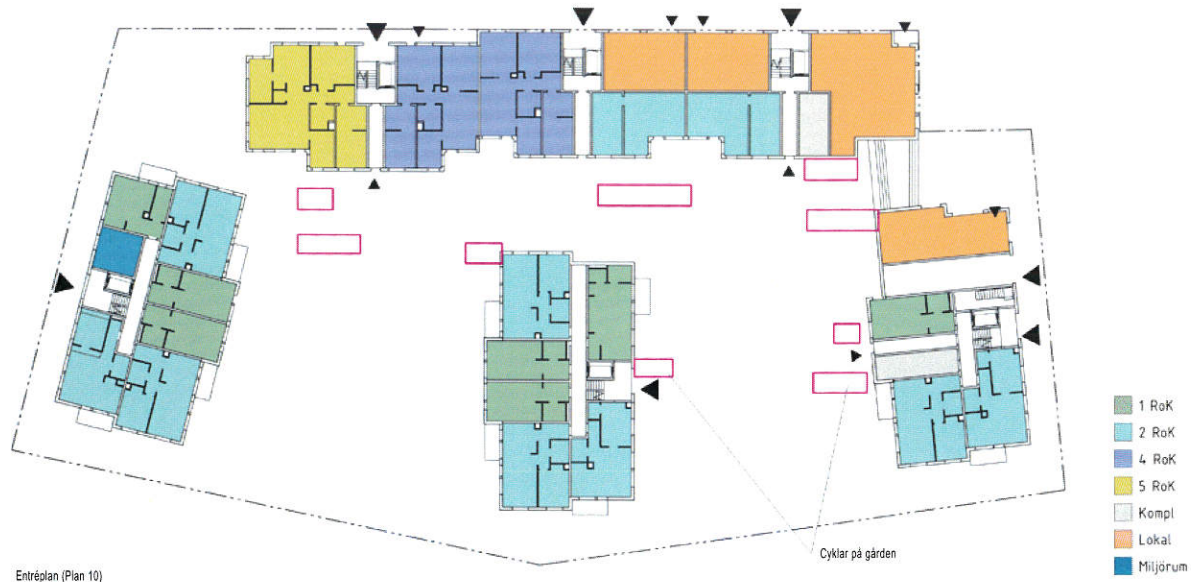 1 RoK
2 RoK
4 RoK
5 RoK
Kompl
Lokal
Miljörum
Cyklar på gården
Entréplan (Plan 10)